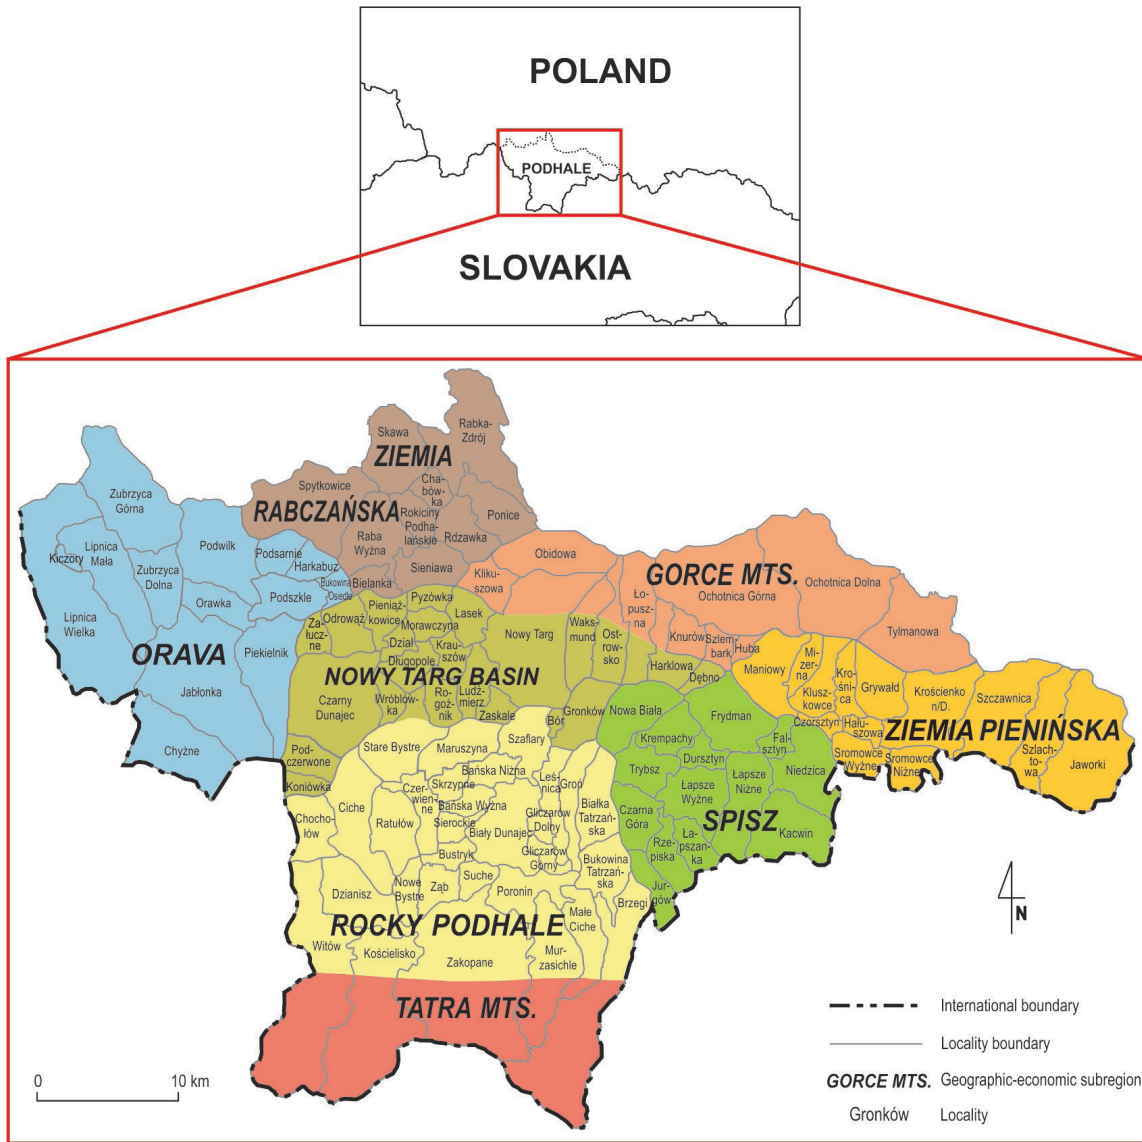 POLAND
PODHALE
SLOVAKIA
Rabka-
Zdrój
Skawa
ZIEMIA
Cha-
bówka
Spytkowice
RABCZAŃSKA
Rokiciny
Podha-
lańskie
Ponice
Raba
Wyżna
Rdzawka
Sieniawa
Bielanka
Zubrzyca
Górna
Kiczory
Lipnica
Mała
Podwilk
Podsarnie
Harkabuz
Zubrzyca
Dolna
Bukowina
Osiedle
Orawka
Podszkle
Lipnica
Wielka
ORAVA
Piekielnik
Jabłonka
Chyżne
Obidowa
Kliku-
szowa
GORCE MTS.
Ochotnica Dolna
Ochotnica Górna
Ło-
pusz-
na
Tylmanowa
Knurów
Szlem-
bark
Huba
Pyzówka
Pieniąż-
kowice
Lasek
Odrowąż
Morawczyna
Za-
łucz-
ne
Dział
Krau-
szów
Nowy Targ
Waks-
mund
Ost-
row-
sko
Długopole
Harklowa
Dębno
NOWY TARG BASIN
Czarny
Dunajec
Wróblów-
ka
Ro-
goź-
nik
Ludź-
mierz
Zaskale
Bór
Gronków
Pod-
czerwone
Koniówka
Maniowy
Mi-
zer-
na
Kro-
śni-
ca
Grywałd
Klusz-
kowce
Krościenko
n/D.
Szczawnica
Czorsztyn
Hału-
szowa
ZIEMIA PIENIŃSKA
Sromowce
Wyżne
Sromowce
Niżne
Szlach-
towa
Jaworki
Nowa Biała
Frydman
Krempachy
Fal-
sztyn
Dursztyn
Trybsz
Łapsze
Niżne
Niedzica
Łapsze
Wyżne
Czarna
Góra
SPISZ
Kacwin
Rze-
piska
Ła-
pszan-
ka
Jur-
gów
Stare Bystre
Maruszyna
Szaflary
Bańska Niżna
Skrzypne
Leś-
nica
Groń
Czer-
wien-
ne
Ciche
Bańska Wyżna
Białka
Tatrzań-
ska
Chocho-
łów
Ratułów
Sierockie
Gliczarów
Dolny
Biały Dunajec
Gliczarów
Górny
Bustryk
Bukowina
Tatrzań-
ska
Suche
Nowe
Bystre
Ząb
Poronin
Dzianisz
Brzegi
Małe
Ciche
ROCKY PODHALE
Witów
Kościelisko
Zakopane
Mur-
zasichle
TATRA MTS.
N
International boundary
Locality boundary
GORCE MTS. Geographic-economic subregion
Gronków Locality
0 10 km